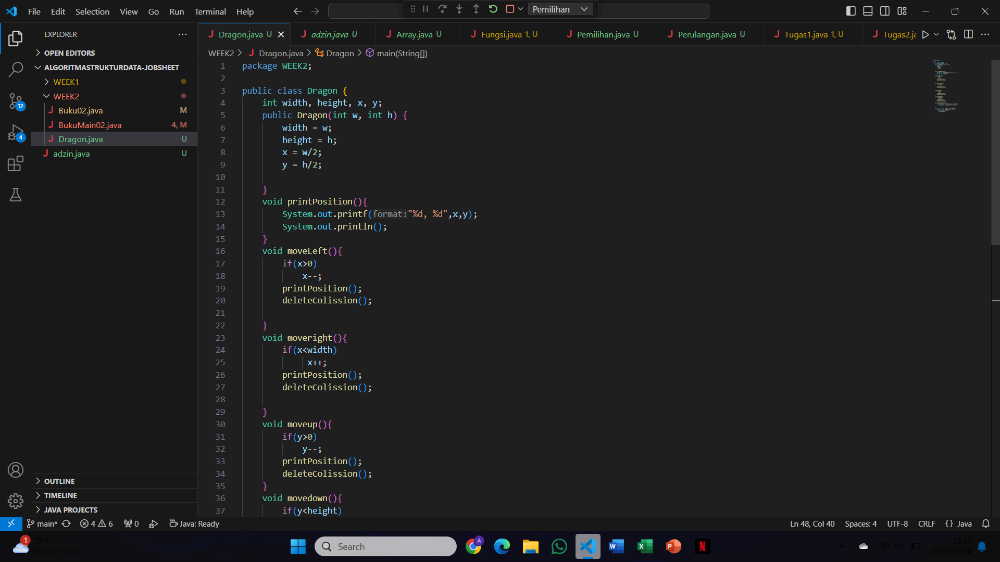 File Edit Selection View Go Run Terminal Help
Pemilihan
EXPLORER
Dragon.java U
adzin.java U
Array.java U
Fungsi.java 1, U
Pemilihan.java U
Perulangan.java U
Tugas1.java 1, U
Tugas2.ja
OPEN EDITORS
ALGORITMASTRUKTURDATA-JOBSHEET
WEEK1
WEEK2
Buku02.java M
BukuMain02.java 4, M
Dragon.java U
adzin.java U
12
4
OUTLINE
TIMELINE
JAVA PROJECTS
WEEK2 > J Dragon.java > Dragon > main(String[])
1 package WEEK2;
2
3 public class Dragon {
4 int width, height, x, y;
5 public Dragon(int w, int h) {
6 width = w;
7 height = h;
8 x = w/2;
9 y = h/2;
10
11 }
12 void printPosition(){
13 System.out.printf(format:"%d, %d",x,y);
14 System.out.println();
15 }
16 void moveLeft(){
17 if(x>0)
18 x--;
19 printPosition();
20 deleteColission();
21
22 }
23 void moveright(){
24 if(x<width)
25 x++;
26 printPosition();
27 deleteColission();
28
29 }
30 void moveup(){
31 if(y>0)
32 y--;
33 printPosition();
34 deleteColission();
35 }
36 void movedown(){
37 if(y<height)
main* 4 6 0 Java: Ready
Ln 48, Col 40 Spaces: 4 UTF-8 CRLF {} Java
1
79°F
Mostly cloudy
Search
15:03
01/03/2024